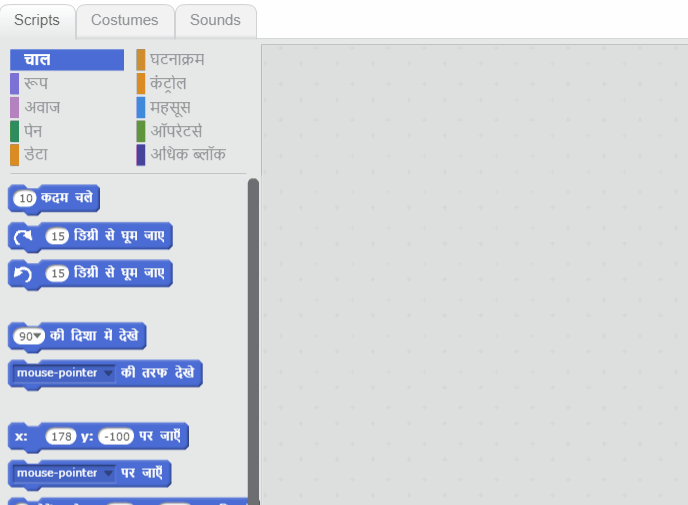 Scripts Costumes Sounds
चाल घटनाक्रम
रूप कंट्रोल
अवाज महसूस
पेन ऑपरेटर्स
डेटा अधिक ब्लॉक
10 कदम चले
15 डिग्री से घूम जाए
15 डिग्री से घूम जाए
90 की दिशा में देखे
mouse-pointer की तरफ देखे
x: 178 y: -100 पर जाएँ
mouse-pointer पर जाएँ